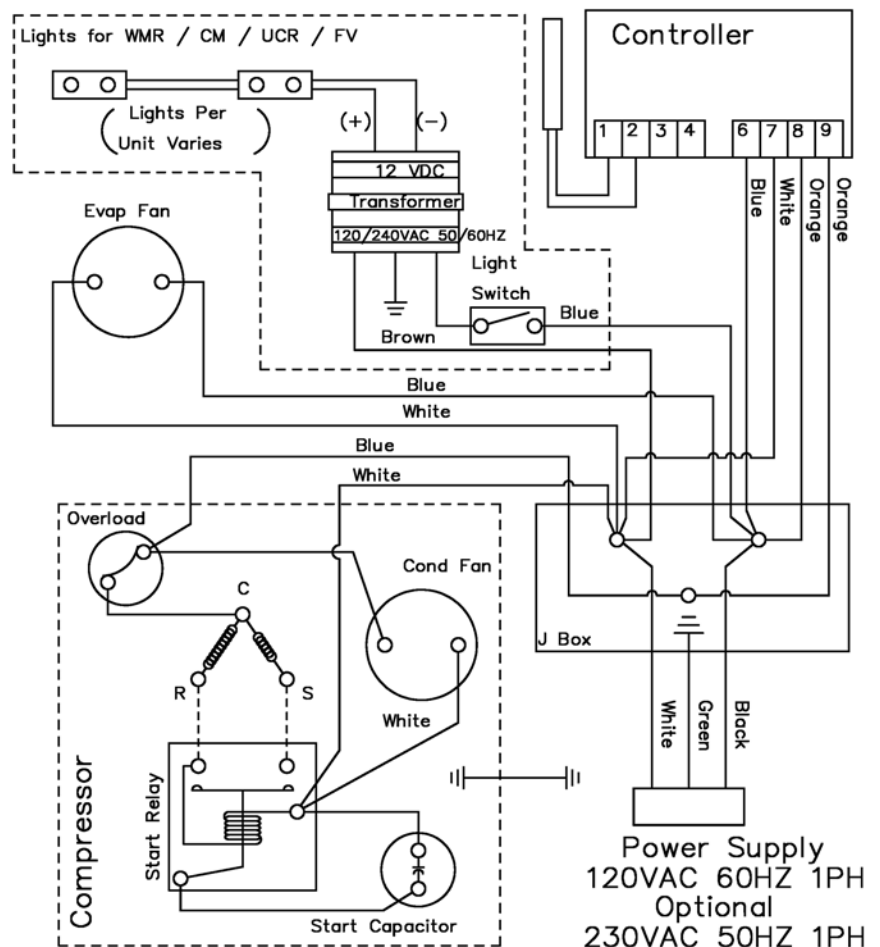 Lights for WMR / CM / UCR / FV
Controller
Lights Per
Unit Varies
(+)
(-)
1 2 3 4 6 7 8 9
12 VDC
Transformer
120/240VAC 50/60HZ
Blue
White
Orange
Orange
Evap Fan
Light
Switch
Blue
Brown
Blue
White
Blue
White
Overload
Cond Fan
C
J Box
R
S
White
White
Green
Black
Compressor
Start Relay
Start Capacitor
Power Supply
120VAC 60HZ 1PH
Optional
230VAC 50HZ 1PH